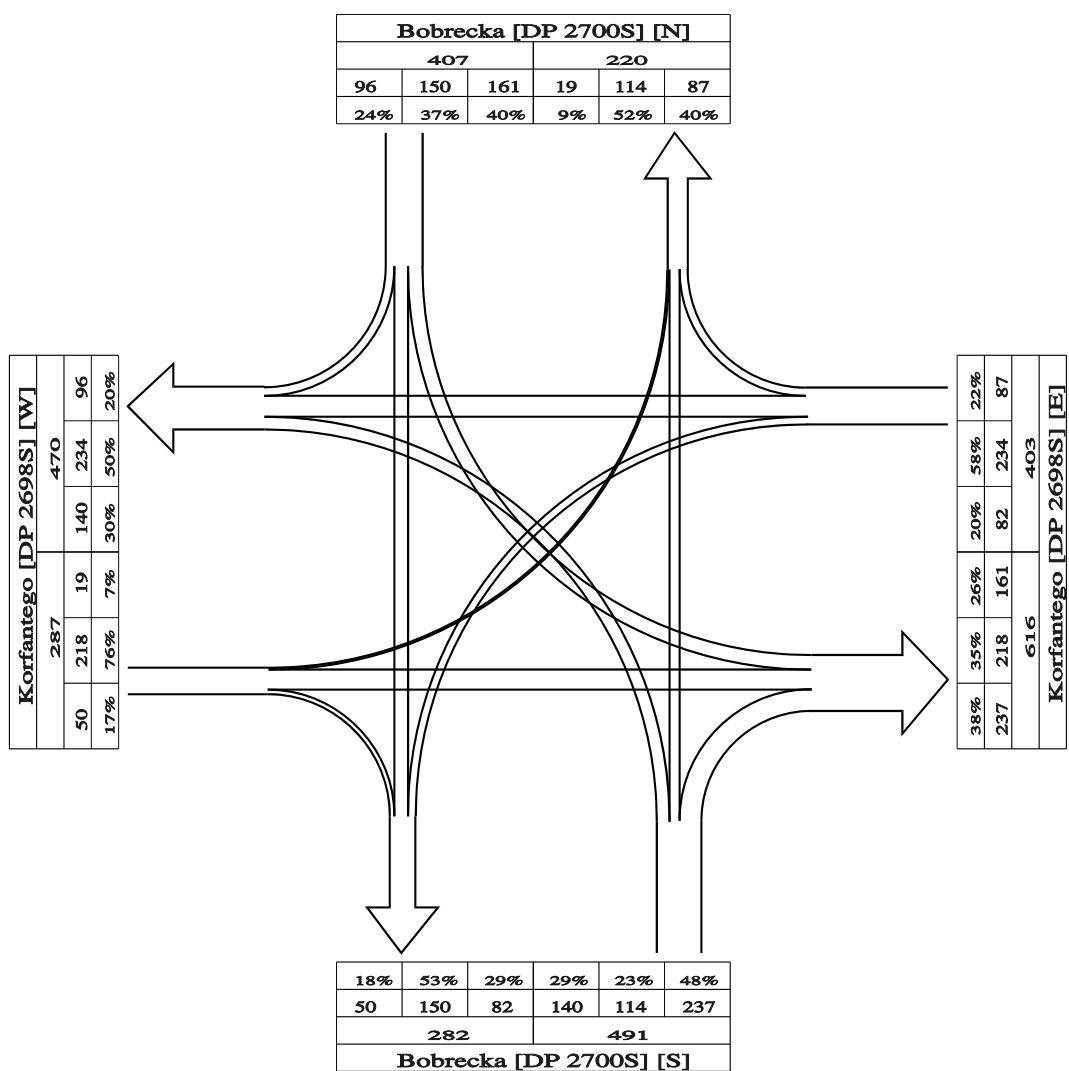 Bobrecka [DP 2700S] [N]
407 220
96 150 161 19 114 87
24% 37% 40% 9% 52% 40%
Korfantego [DP 2698S] [W]
287 470
50 218 19 140 234 96
17% 76% 7% 30% 50% 20%
38% 35% 26% 20% 58% 22%
237 218 161 82 234 87
616 403
Korfantego [DP 2698S] [E]
18% 53% 29% 29% 23% 48%
50 150 82 140 114 237
282 491
Bobrecka [DP 2700S] [S]